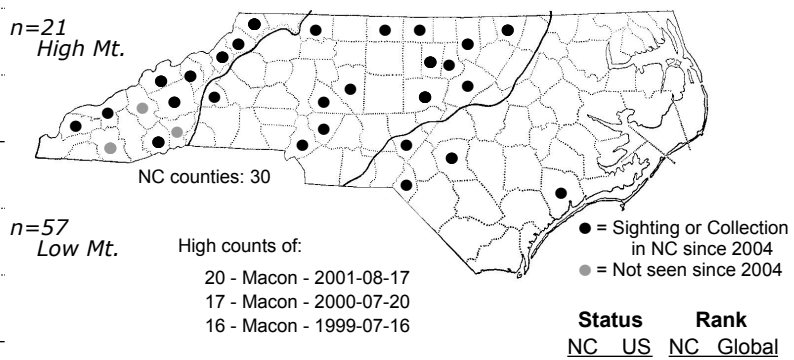 n=21
High Mt.
NC counties: 30
n=57
Low Mt.
High counts of:
20 - Macon - 2001-08-17
17 - Macon - 2000-07-20
16 - Macon - 1999-07-16
= Sighting or Collection
in NC since 2004
= Not seen since 2004
Status Rank
NC US NC Global